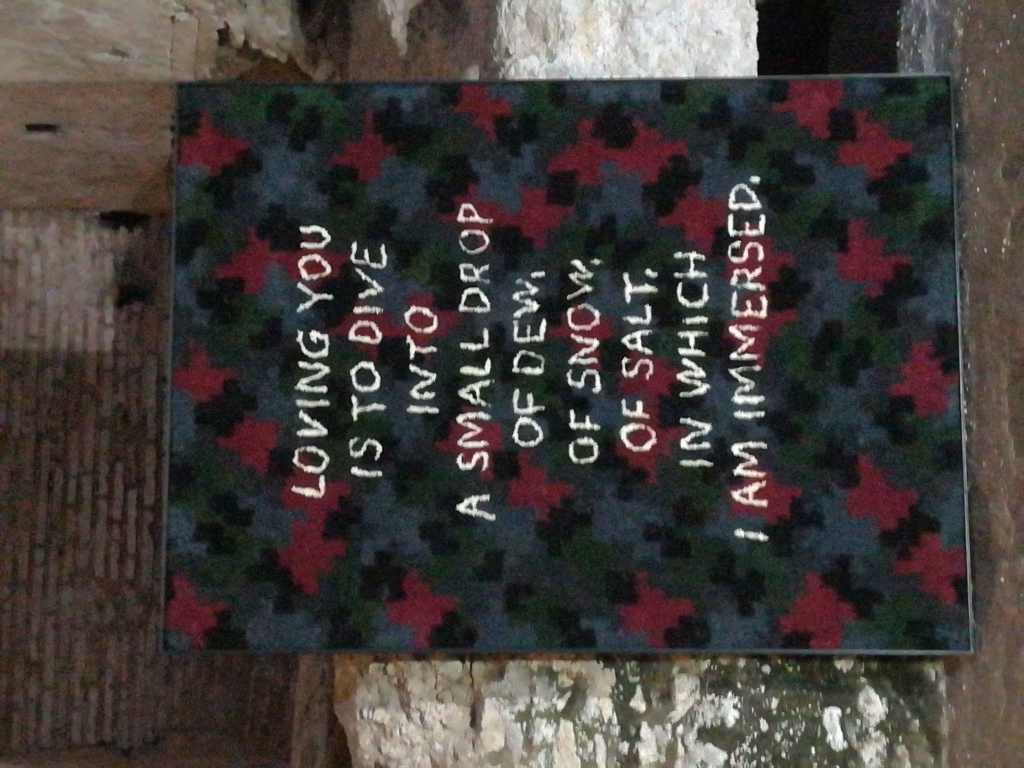 LOVING YOU
IS TO DIVE
INTO
A SMALL DROP
OF DEW,
OF SNOW,
OF SALT,
IN WHICH
I AM IMMERSED.